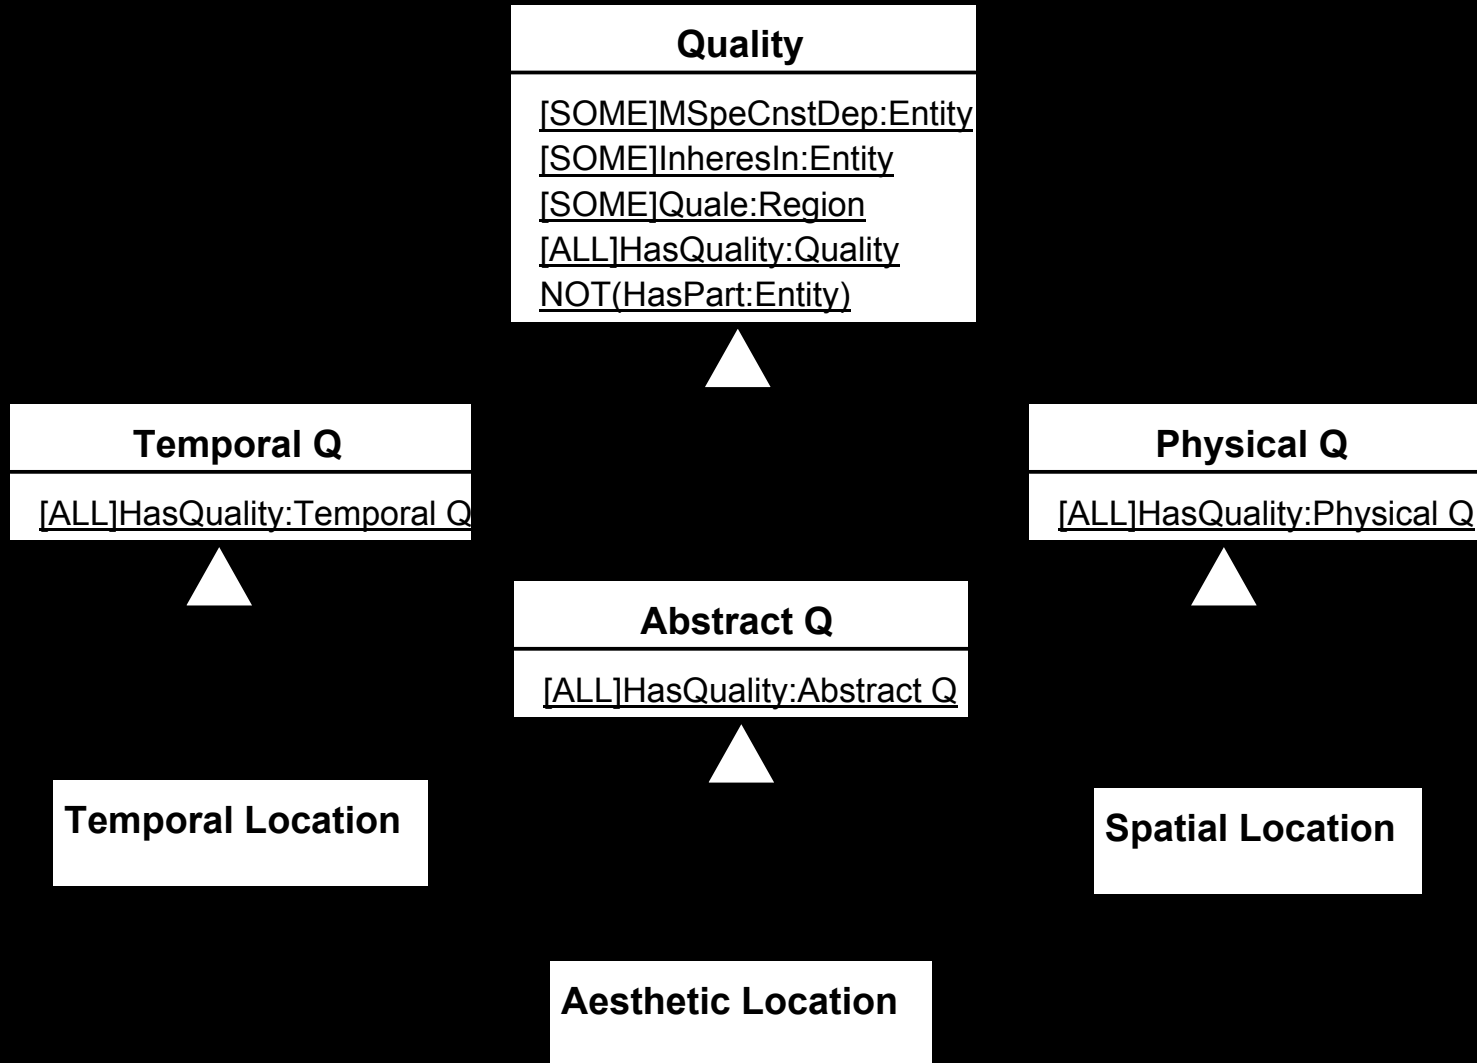 Quality
[SOME]MSpeCnstDep:Entity
[SOME]InheresIn:Entity
[SOME]Quale:Region
[ALL]HasQuality:Quality
NOT(HasPart:Entity)
Temporal Q
[ALL]HasQuality:Temporal Q
Physical Q
[ALL]HasQuality:Physical Q
Abstract Q
[ALL]HasQuality:Abstract Q
Temporal Location
Spatial Location
Aesthetic Location